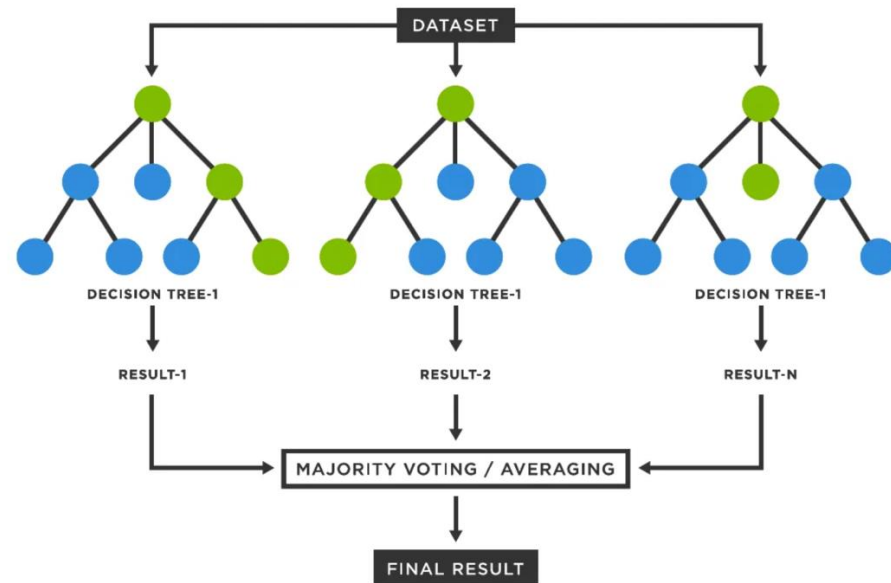 DATASET
DECISION TREE-1
DECISION TREE-1
DECISION TREE-1
RESULT-1
RESULT-2
RESULT-N
MAJORITY VOTING / AVERAGING
FINAL RESULT